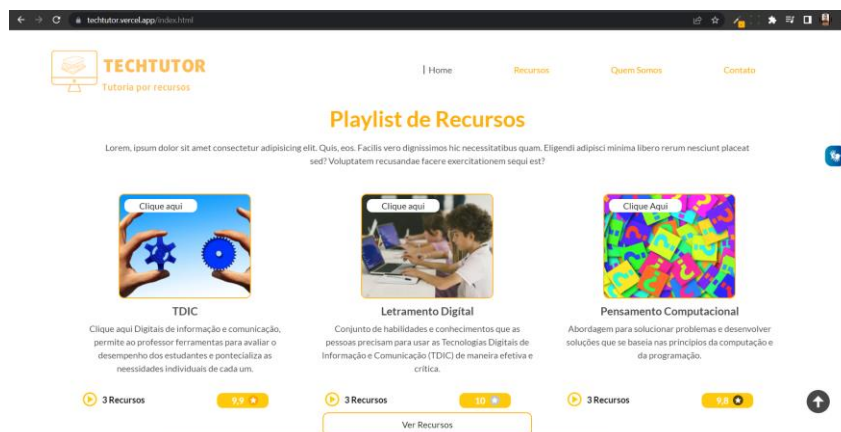 techtutor.vercel.app/index.html
TECHTUTOR
Tutoria por recursos
Home
Recursos
Quem Somos
Contato
Playlist de Recursos
Lorem, ipsum dolor sit amet consectetur adipisicing elit. Quis, eos. Facilis vero dignissimos hic necessitatibus quam. Eligendi adipisci minima libero rerum nesciunt placeat
sed? Voluptatem recusandae facere exercitationem sequi est?
Clique aqui
TDIC
Clique aqui Digitais de informação e comunicação,
permite ao professor ferramentas para avaliar o
desempenho dos estudantes e pontecializa as
neessidades individuais de cada um.
3 Recursos
9,9
Clique aqui
Letramento Digítal
Conjunto de habilidades e conhecimentos que as
pessoas precisam para usar as Tecnologias Digitais de
Informação e Comunicação (TDIC) de maneira efetiva e
crítica.
3 Recursos
10
Ver Recursos
Clique Aqui
Pensamento Computacional
Abordagem para solucionar problemas e desenvolver
soluções que se baseia nas princípios da computação e
da programação.
3 Recursos
9,8